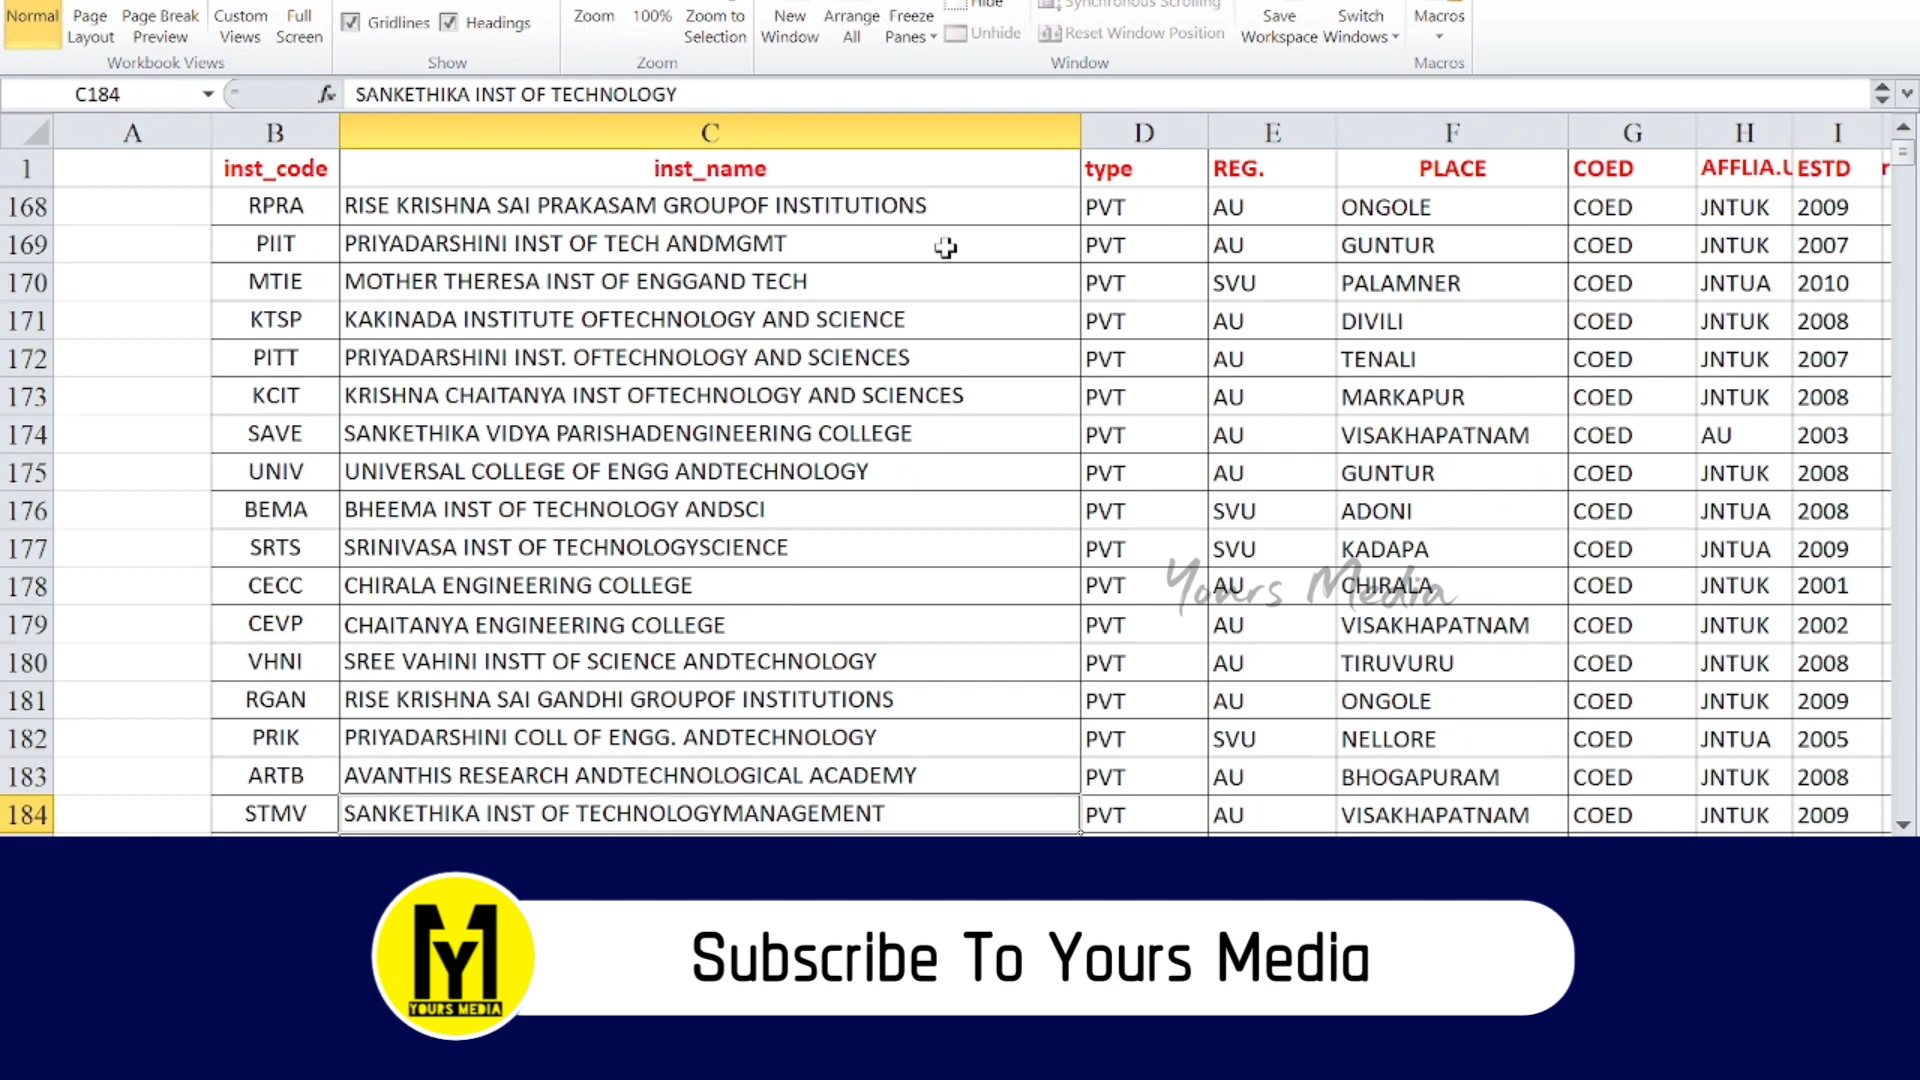 Normal Page Layout Page Break Preview Custom Views Full Screen Gridlines Headings Zoom 100% Zoom to Selection New Window Arrange All Freeze Panes Hide Unhide Synchronous Scrolling Reset Window Position Save Workspace Switch Windows Macros
Workbook Views Show Zoom Window Macros
C184 fx SANKETHIKA INST OF TECHNOLOGY
A B C D E F G H I
1 inst_code inst_name type REG. PLACE COED AFFLIA.U ESTD r
168 RPRA RISE KRISHNA SAI PRAKASAM GROUPOF INSTITUTIONS PVT AU ONGOLE COED JNTUK 2009
169 PIIT PRIYADARSHINI INST OF TECH ANDMGMT PVT AU GUNTUR COED JNTUK 2007
170 MTIE MOTHER THERESA INST OF ENGGAND TECH PVT SVU PALAMNER COED JNTUA 2010
171 KTSP KAKINADA INSTITUTE OFTECHNOLOGY AND SCIENCE PVT AU DIVILI COED JNTUK 2008
172 PITT PRIYADARSHINI INST. OFTECHNOLOGY AND SCIENCES PVT AU TENALI COED JNTUK 2007
173 KCIT KRISHNA CHAITANYA INST OFTECHNOLOGY AND SCIENCES PVT AU MARKAPUR COED JNTUK 2008
174 SAVE SANKETHIKA VIDYA PARISHADENGINEERING COLLEGE PVT AU VISAKHAPATNAM COED AU 2003
175 UNIV UNIVERSAL COLLEGE OF ENGG ANDTECHNOLOGY PVT AU GUNTUR COED JNTUK 2008
176 BEMA BHEEMA INST OF TECHNOLOGY ANDSCI PVT SVU ADONI COED JNTUA 2008
177 SRTS SRINIVASA INST OF TECHNOLOGYSCIENCE PVT SVU KADAPA COED JNTUA 2009
178 CECC CHIRALA ENGINEERING COLLEGE PVT AU CHIRALA COED JNTUK 2001
Yours Media
179 CEVP CHAITANYA ENGINEERING COLLEGE PVT AU VISAKHAPATNAM COED JNTUK 2002
180 VHNI SREE VAHINI INSTT OF SCIENCE ANDTECHNOLOGY PVT AU TIRUVURU COED JNTUK 2008
181 RGAN RISE KRISHNA SAI GANDHI GROUPOF INSTITUTIONS PVT AU ONGOLE COED JNTUK 2009
182 PRIK PRIYADARSHINI COLL OF ENGG. ANDTECHNOLOGY PVT SVU NELLORE COED JNTUA 2005
183 ARTB AVANTHIS RESEARCH ANDTECHNOLOGICAL ACADEMY PVT AU BHOGAPURAM COED JNTUK 2008
184 STMV SANKETHIKA INST OF TECHNOLOGYMANAGEMENT PVT AU VISAKHAPATNAM COED JNTUK 2009
MY
YOURS MEDIA
Subscribe To Yours Media